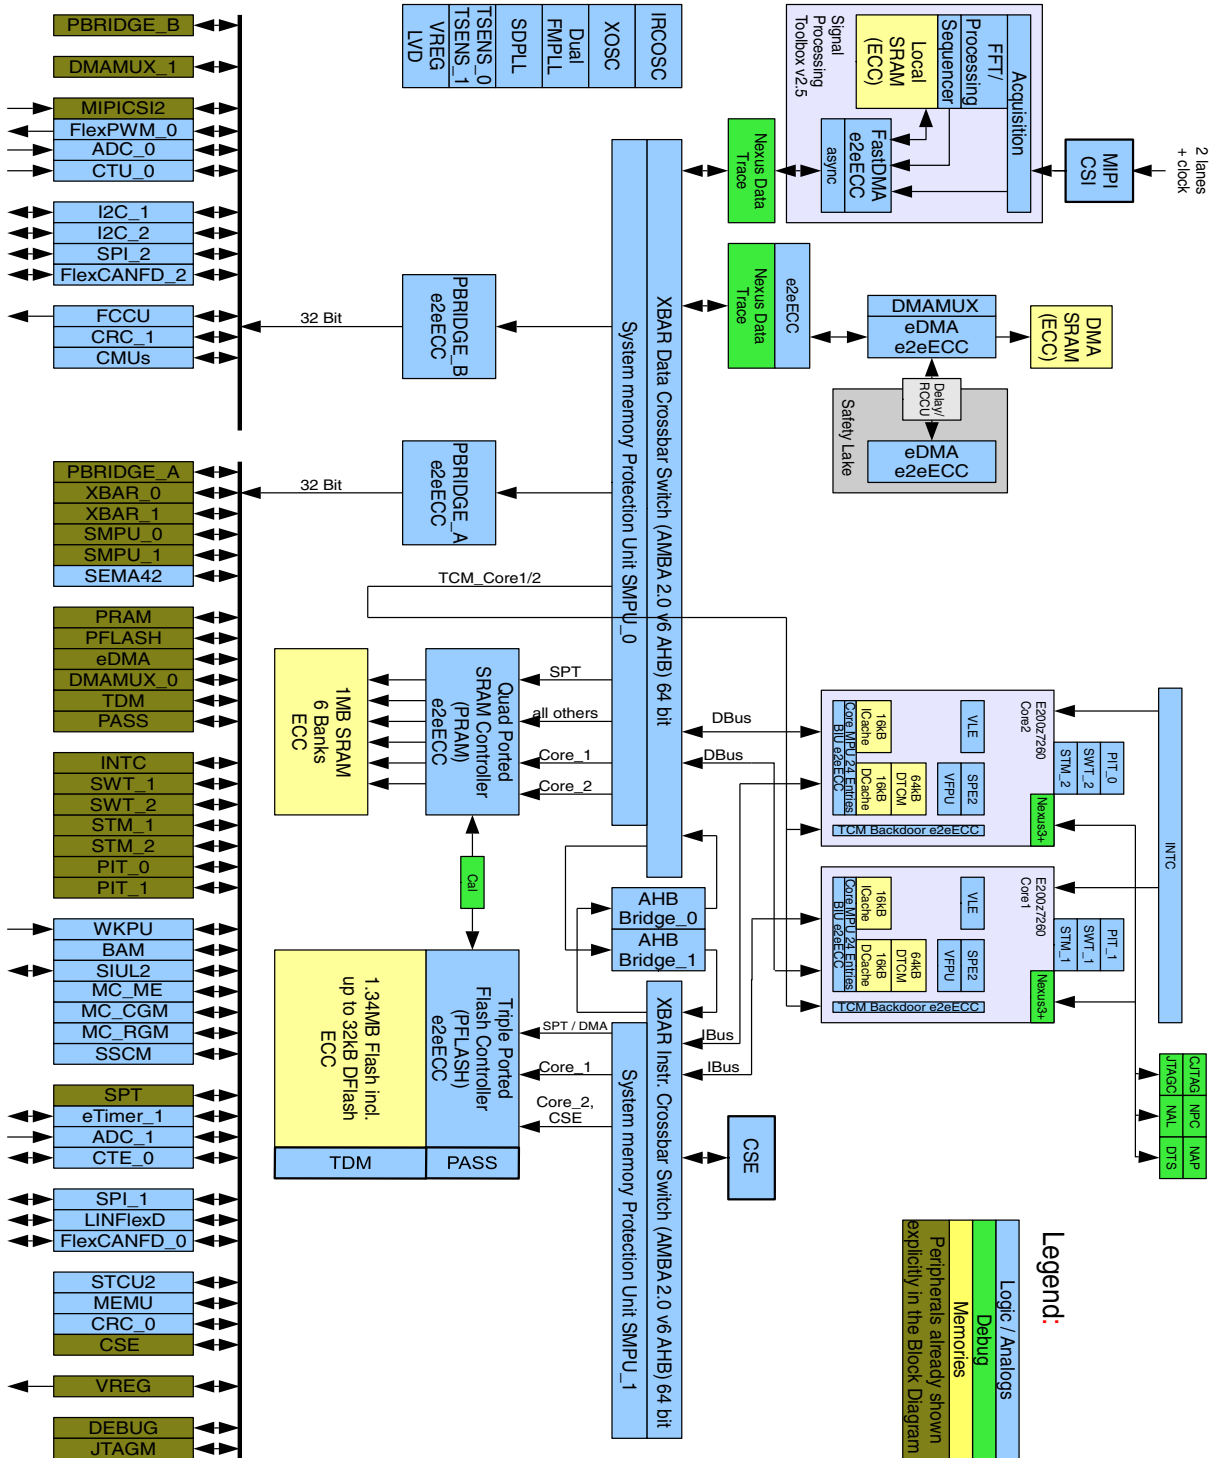 PBRIDGE_B
DMAMUX_1
MIPICSI2
FlexPWM_0
ADC_0
CTU_0
I2C_1
I2C_2
SPI_2
FlexCANFD_2
FCCU
CRC_1
CMUs
PBRIDGE_A
XBAR_0
XBAR_1
SMPU_0
SMPU_1
SEMA42
PRAM
PFLASH
eDMA
DMAMUX_0
TDM
PASS
INTC
SWT_1
SWT_2
STM_1
STM_2
PIT_0
PIT_1
WKPU
BAM
SIUL2
MC_ME
MC_CGM
MC_RGM
SSCM
SPT
eTimer_1
ADC_1
CTE_0
SPI_1
LINFlexD
FlexCANFD_0
STCU2
MEMU
CRC_0
CSE
VREG
DEBUG
JTAGM
IRCOSC
XOSC
Dual
FMPLL
SDPLL
TSENS_0
TSENS_1
VREG
LVD
32 Bit
PBRIDGE_B
e2eECC
32 Bit
PBRIDGE_A
e2eECC
TCM_Core1/2
XBAR Data Crossbar Switch (AMBA 2.0 v6 AHB) 64 bit
System memory Protection Unit SMPU_0
SPT
all others
Core_1
Core_2
Quad Ported
SRAM Controller
(PRAM)
e2eECC
1MB SRAM
6 Banks
ECC
Cal
Triple Ported
Flash Controller
(PFLASH)
e2eECC
1.34MB Flash incl.
up to 32kB DFlash
ECC
TDM
PASS
SPT / DMA
Core_1
Core_2,
CSE
AHB
Bridge_0
AHB
Bridge_1
XBAR Instr. Crossbar Switch (AMBA 2.0 v6 AHB) 64 bit
System memory Protection Unit SMPU_1
DBus
DBus
IBus
IBus
CSE
Signal
Processing
Toolbox v2.5
Acquisition
FFT/
Processing
Sequencer
Local
SRAM
(ECC)
FastDMA
e2eECC
async
Nexus Data
Trace
MIPI
CSI
2 lanes
+ clock
e2eECC
Nexus Data
Trace
DMAMUX
eDMA
e2eECC
DMA
SRAM
(ECC)
Delay/
RCCU
Safety Lake
eDMA
e2eECC
E200z7260
Core2
PIT_0
SWT_2
STM_2
Nexus3+
VLE
SPE2
VFPU
16kB
ICache
64kB
DTCM
16kB
DCache
Core MPU 24 Entries
BIU e2eECC
TCM Backdoor e2eECC
E200z7260
Core1
PIT_1
SWT_1
STM_1
Nexus3+
VLE
SPE2
VFPU
16kB
ICache
64kB
DTCM
16kB
DCache
Core MPU 24 Entries
BIU e2eECC
TCM Backdoor e2eECC
INTC
CJTAG
NPC
NAP
JTAGC
NAL
DTS
Legend:
Logic / Analogs
Debug
Memories
Peripherals already shown
explicitly in the Block Diagram